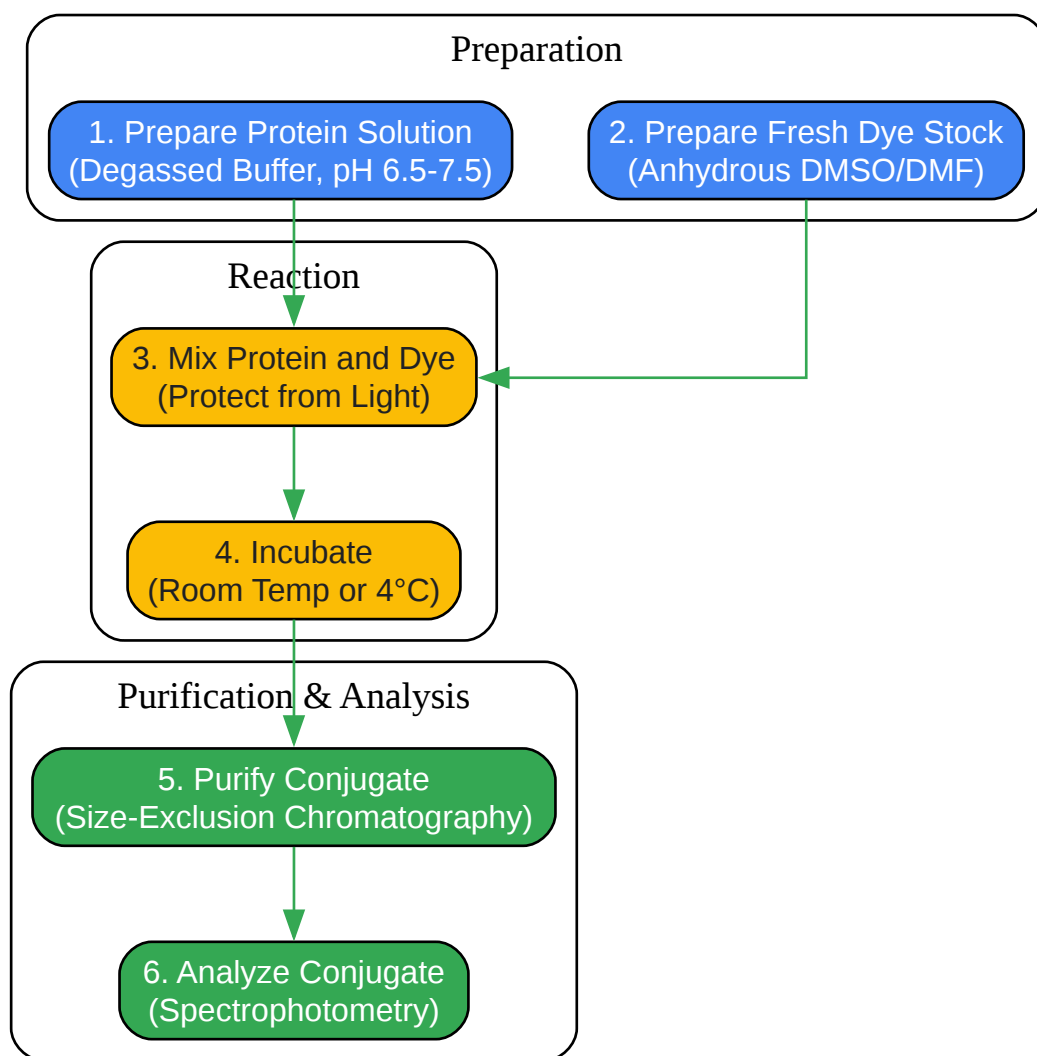 Preparation
1. Prepare Protein Solution
(Degassed Buffer, pH 6.5-7.5)
2. Prepare Fresh Dye Stock
(Anhydrous DMSO/DMF)
Reaction
3. Mix Protein and Dye
(Protect from Light)
4. Incubate
(Room Temp or 4°C)
Purification & Analysis
5. Purify Conjugate
(Size-Exclusion Chromatography)
6. Analyze Conjugate
(Spectrophotometry)